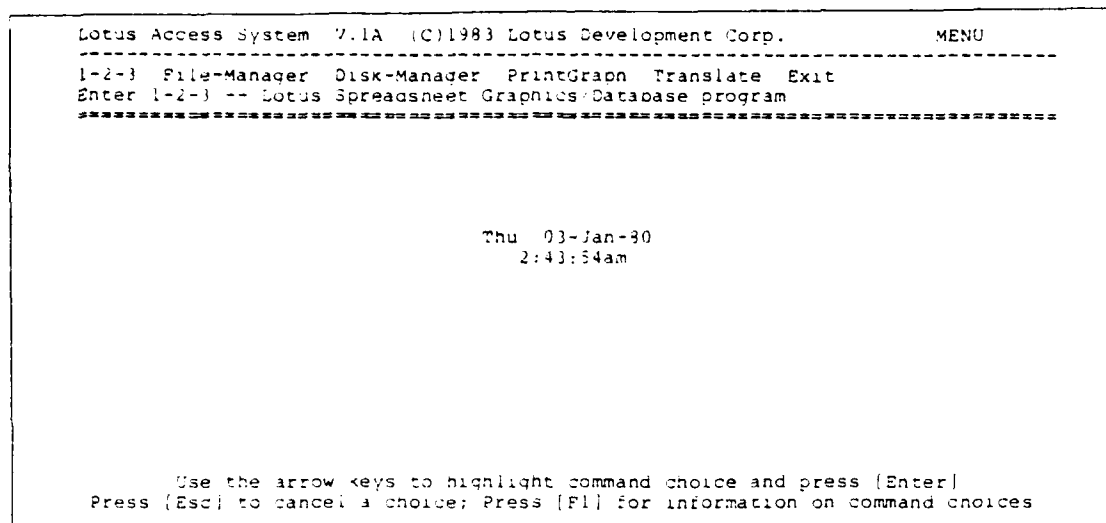 Lotus Access System  V.1A  (C)1983 Lotus Development Corp.                MENU
1-2-3  File-Manager  Disk-Manager  PrintGraph  Translate  Exit
Enter 1-2-3 -- Lotus Spreadsheet Graphics/Database program
Thu  03-Jan-80
2:43:54am
Use the arrow keys to highlight command choice and press [Enter]
Press [Esc] to cancel a choice; Press [F1] for information on command choices